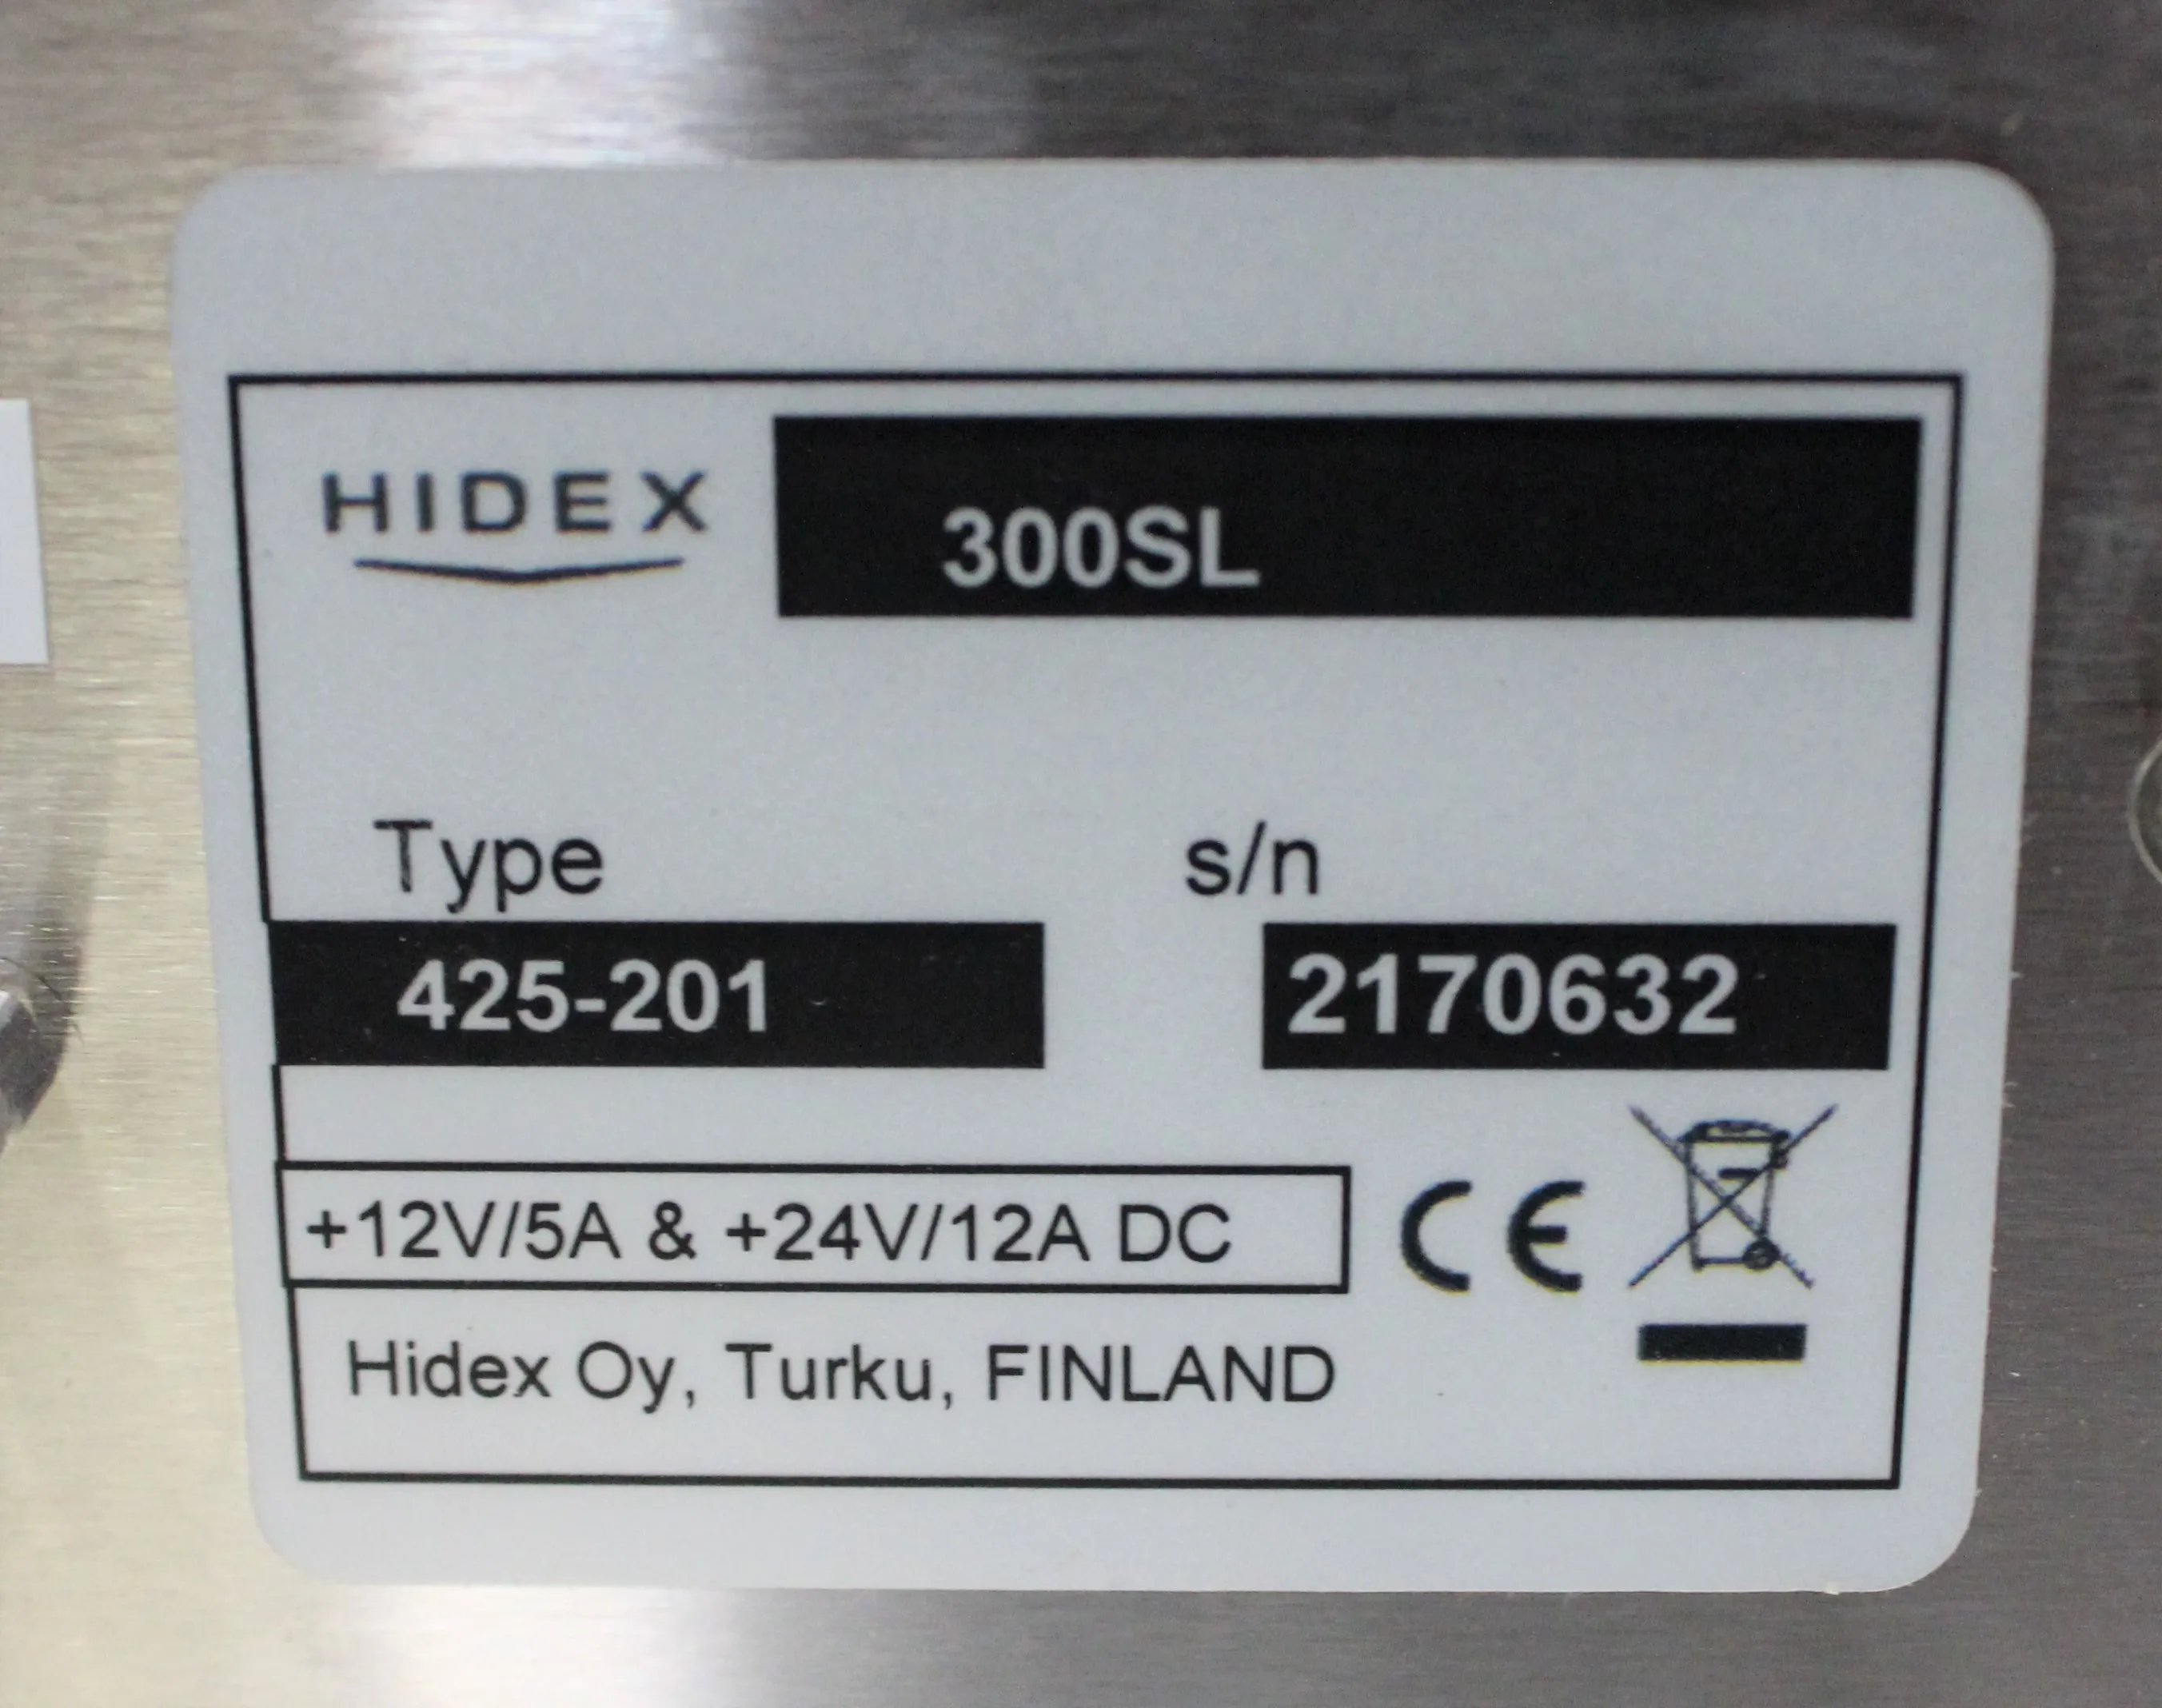 HIDEX 300SL
Type s/n
425-201 2170632
+12V/5A & +24V/12A DC CE
Hidex Oy, Turku, FINLAND